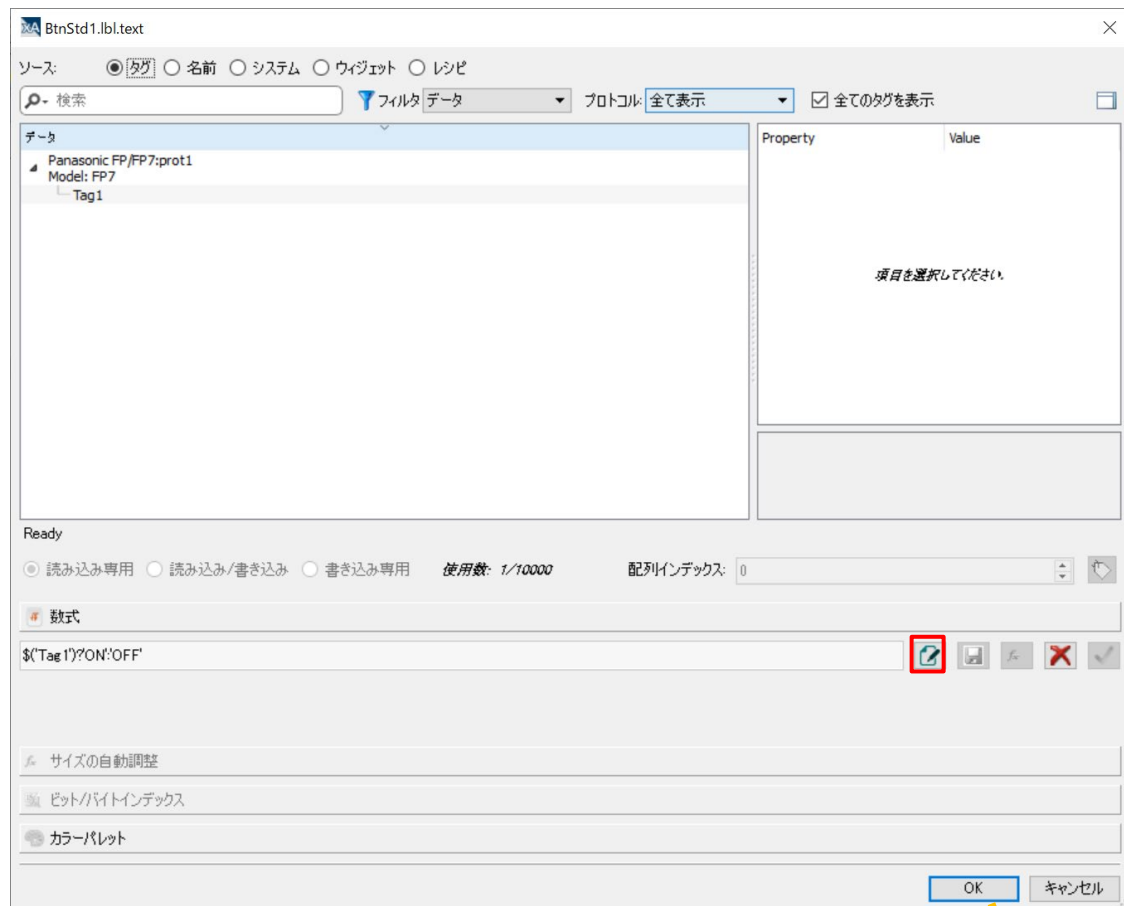 BtnStd1.lbl.text
ソース: タグ 名前 システム ウィジェット レシピ
検索 フィルタ データ プロトコル: 全て表示 全てのタグを表示
データ Property Value
Panasonic FP/FP7:prot1
Model: FP7
Tag1
項目を選択してください.
Ready
読み込み専用 読み込み/書き込み 書き込み専用 使用数: 1/10000 配列インデックス: 0
数式
$('Tag1')?'ON':'OFF'
サイズの自動調整
ビット/バイトインデックス
カラーパレット
OK キャンセル